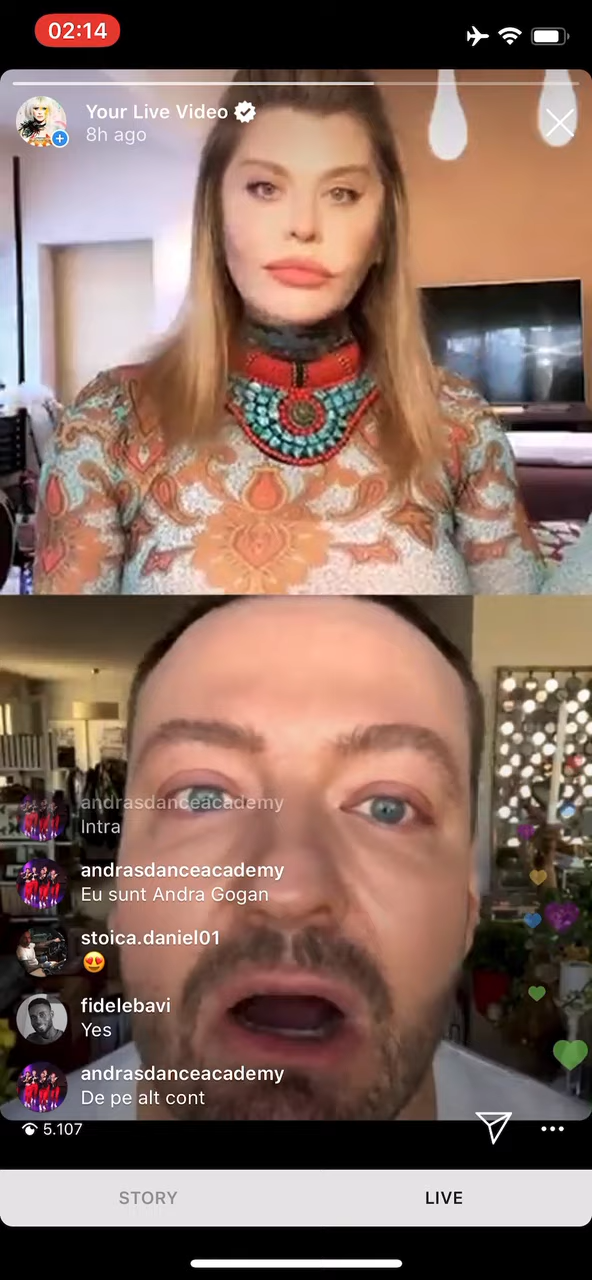 02:14
Your Live Video
8h ago
andrasdanceacademy
Intra
andrasdanceacademy
Eu sunt Andra Gogan
stoica.daniel01
😍
fidelebavi
Yes
andrasdanceacademy
De pe alt cont
5.107
STORY
LIVE